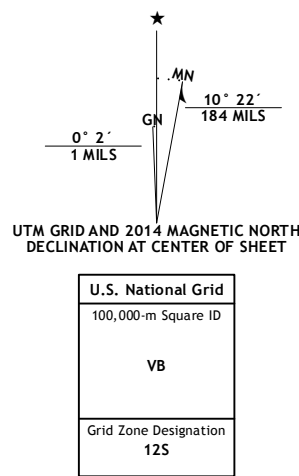 ★
MN
GN
10° 22´
184 MILS
0° 2´
1 MILS
UTM GRID AND 2014 MAGNETIC NORTH
DECLINATION AT CENTER OF SHEET
U.S. National Grid
100,000-m Square ID
VB
Grid Zone Designation
12S